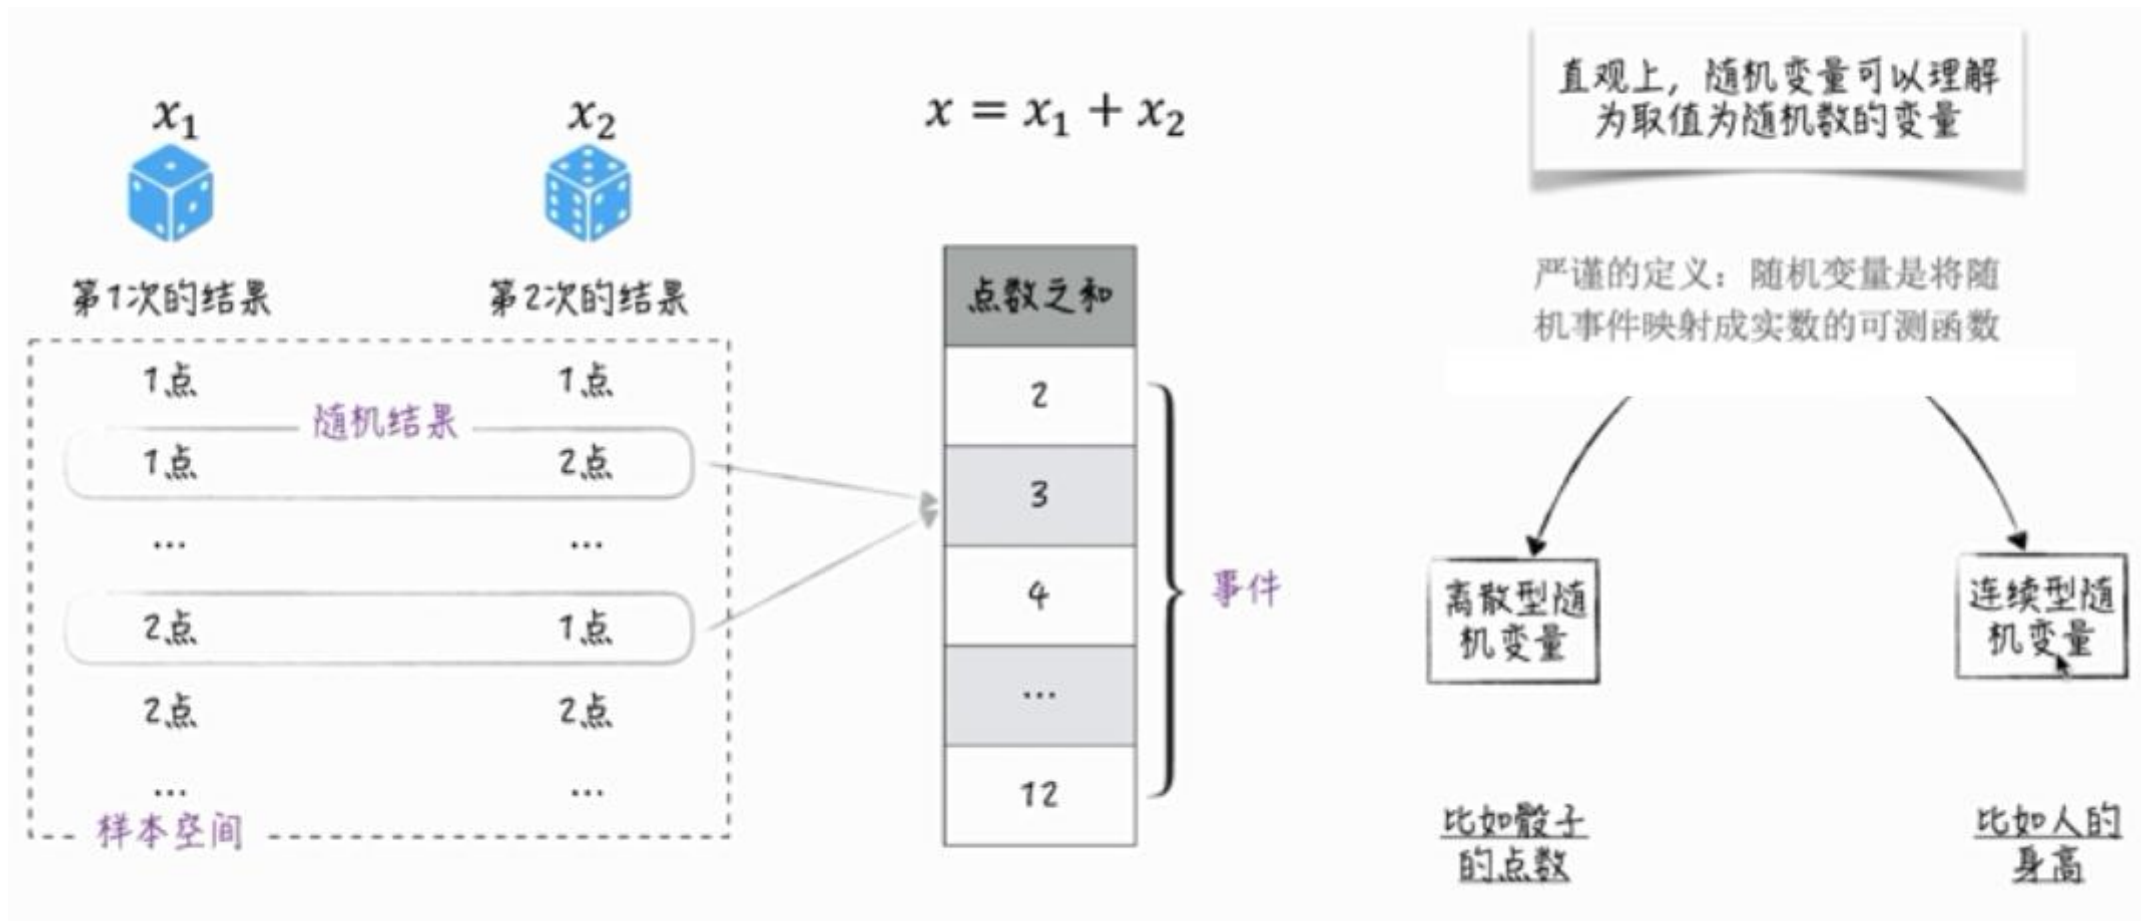 x₁
x₂
x = x₁ + x₂
第1次的结果
第2次的结果
1点 1点
随机结果
1点 2点
... ...
2点 1点
2点 2点
... ...
样本空间
点数之和
2
3
4
...
12
事件
直观上，随机变量可以理解
为取值为随机数的变量
严谨的定义：随机变量是将随
机事件映射成实数的可测函数
离散型随
机变量
连续型随
机变量
比如骰子
的点数
比如人的
身高